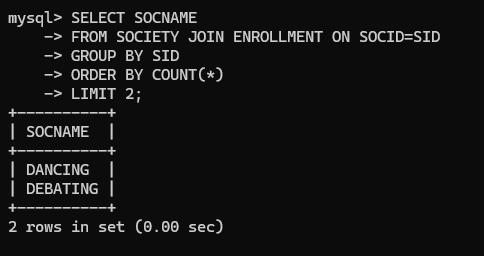 mysql> SELECT SOCNAME
    -> FROM SOCIETY JOIN ENROLLMENT ON SOCID=SID
    -> GROUP BY SID
    -> ORDER BY COUNT(*)
    -> LIMIT 2;
+----------+
| SOCNAME  |
+----------+
| DANCING  |
| DEBATING |
+----------+
2 rows in set (0.00 sec)